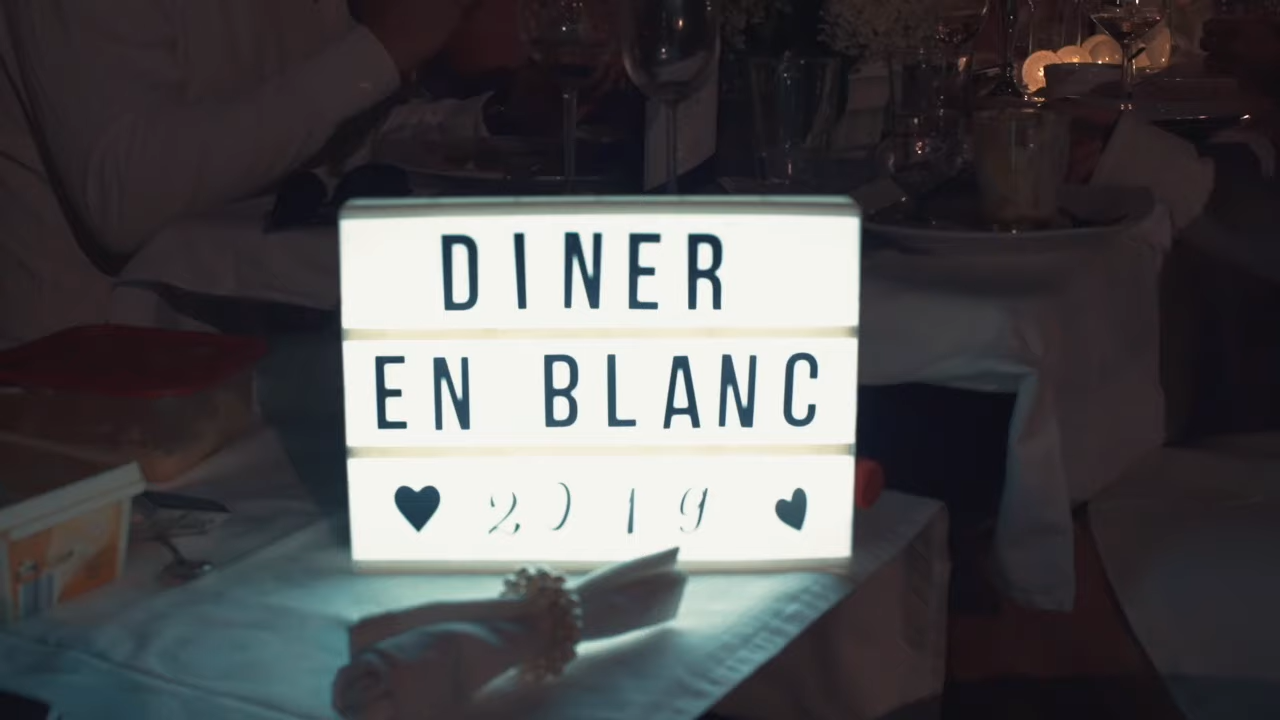 DINER
EN BLANC
♥ 2019 ♥